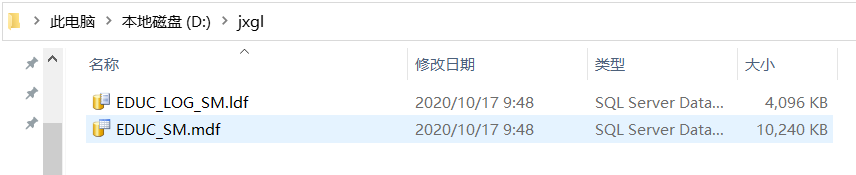 此电脑 > 本地磁盘 (D:) > jxgl
名称 修改日期 类型 大小
EDUC_LOG_SM.ldf 2020/10/17 9:48 SQL Server Data... 4,096 KB
EDUC_SM.mdf 2020/10/17 9:48 SQL Server Data... 10,240 KB